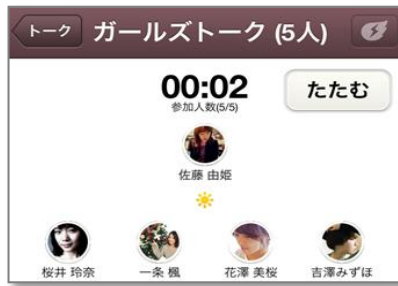 トーク ガールズトーク (5人)
00:02 たたむ
参加人数(5/5)
佐藤 由姫
桜井 玲奈 一条 楓 花澤 美桜 吉澤みずほ